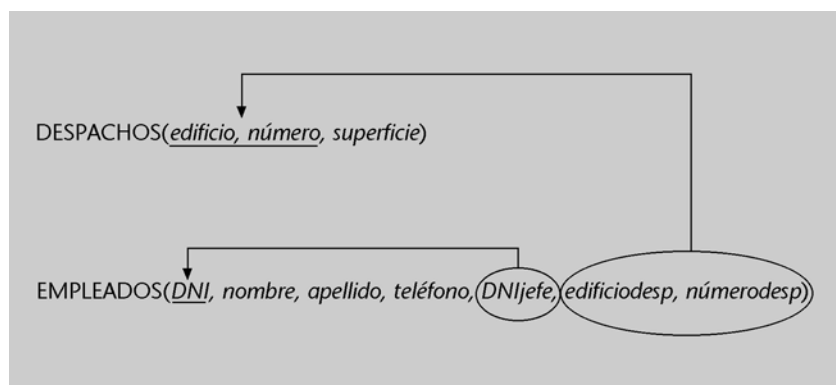 DESPACHOS(edificio, número, superficie)
EMPLEADOS(DNI, nombre, apellido, teléfono, DNIjefe, edificiodesp, númerodesp)